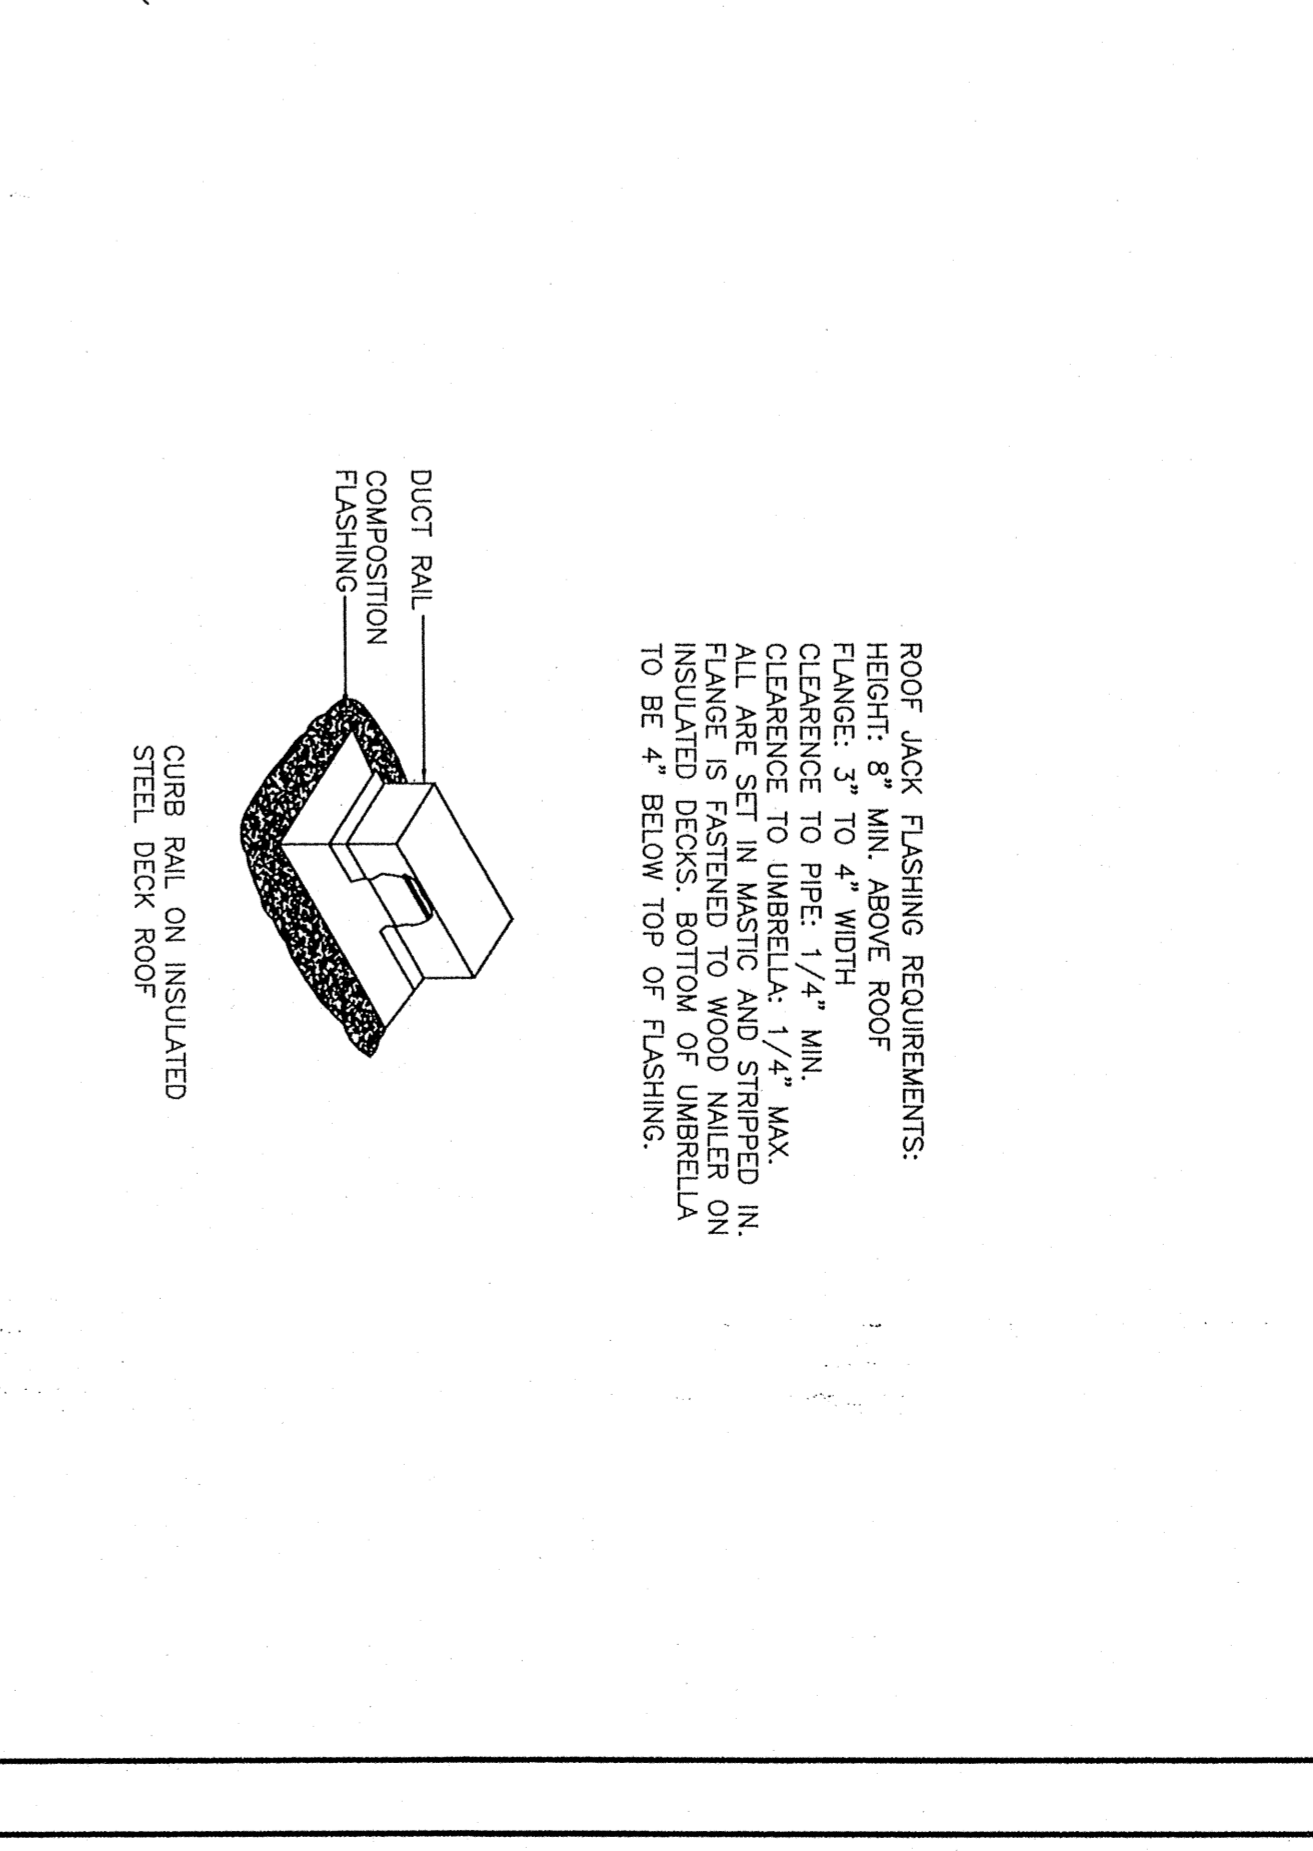 ROOF JACK FLASHING REQUIREMENTS:
HEIGHT: 8" MIN. ABOVE ROOF
FLANGE: 3" TO 4" WIDTH
CLEARENCE TO PIPE: 1/4" MIN.
CLEARENCE TO UMBRELLA: 1/4" MAX.
ALL ARE SET IN MASTIC AND STRIPPED IN.
FLANGE IS FASTENED TO WOOD NAILER ON
INSULATED DECKS. BOTTOM OF UMBRELLA
TO BE 4" BELOW TOP OF FLASHING.
DUCT RAIL
COMPOSITION
FLASHING
CURB RAIL ON INSULATED
STEEL DECK ROOF